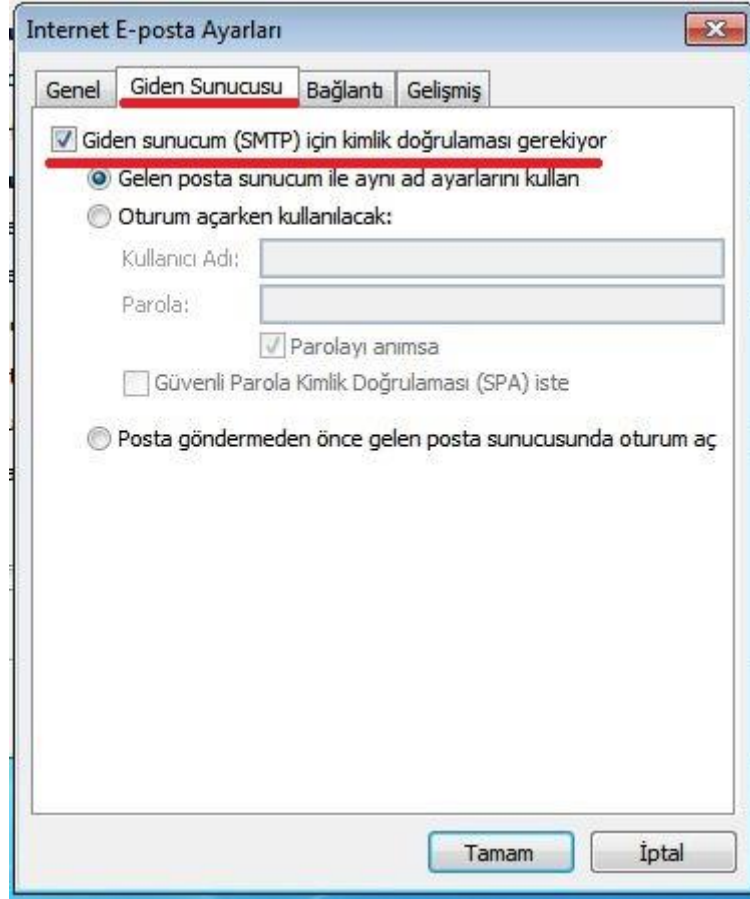 Internet E-posta Ayarları
Genel Giden Sunucusu Bağlantı Gelişmiş
Giden sunucum (SMTP) için kimlik doğrulaması gerekiyor
Gelen posta sunucum ile aynı ad ayarlarını kullan
Oturum açarken kullanılacak:
Kullanıcı Adı:
Parola:
Parolayı anımsa
Güvenli Parola Kimlik Doğrulaması (SPA) iste
Posta göndermeden önce gelen posta sunucusunda oturum aç
Tamam İptal